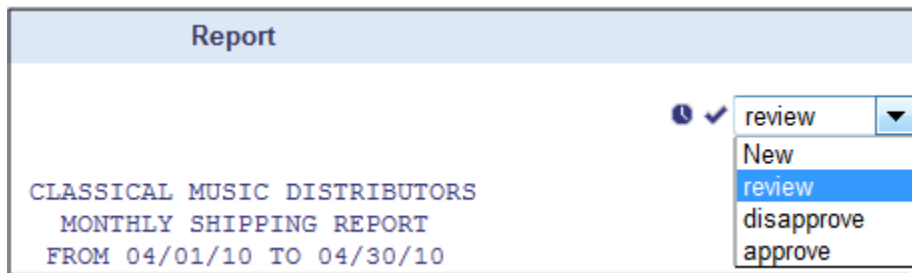 Report
review
New
review
disapprove
approve
CLASSICAL MUSIC DISTRIBUTORS
MONTHLY SHIPPING REPORT
FROM 04/01/10 TO 04/30/10